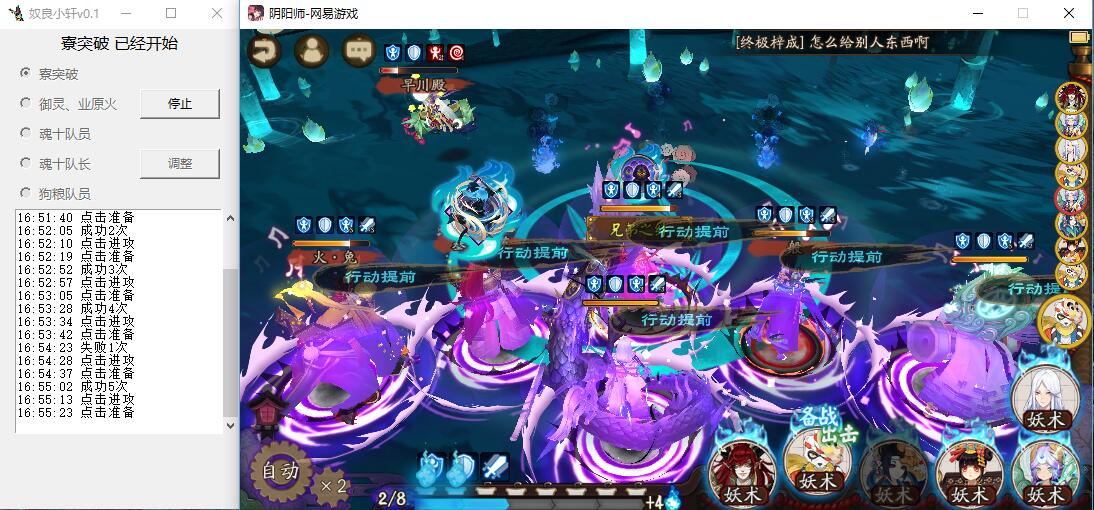 奴良小轩v0.1
寮突破 已经开始
寮突破
御灵、业原火
停止
魂十队员
魂十队长
调整
狗粮队员
16:51:40 点击准备
16:52:05 成功2次
16:52:10 点击进攻
16:52:19 点击准备
16:52:52 成功3次
16:52:57 点击进攻
16:53:05 点击准备
16:53:28 成功4次
16:53:34 点击进攻
16:53:42 点击准备
16:54:23 失败1次
16:54:28 点击进攻
16:54:37 点击准备
16:55:02 成功5次
16:55:13 点击进攻
16:55:23 点击准备
阴阳师-网易游戏
[终极梓成] 怎么给别人东西啊
早川殿
行动提前
行动提前
行动提前
火·兔
行动提前
行动提前
行动提前
备战
出击
妖术
自动
×2
2/8
+4
妖术
妖术
妖术
妖术
妖术